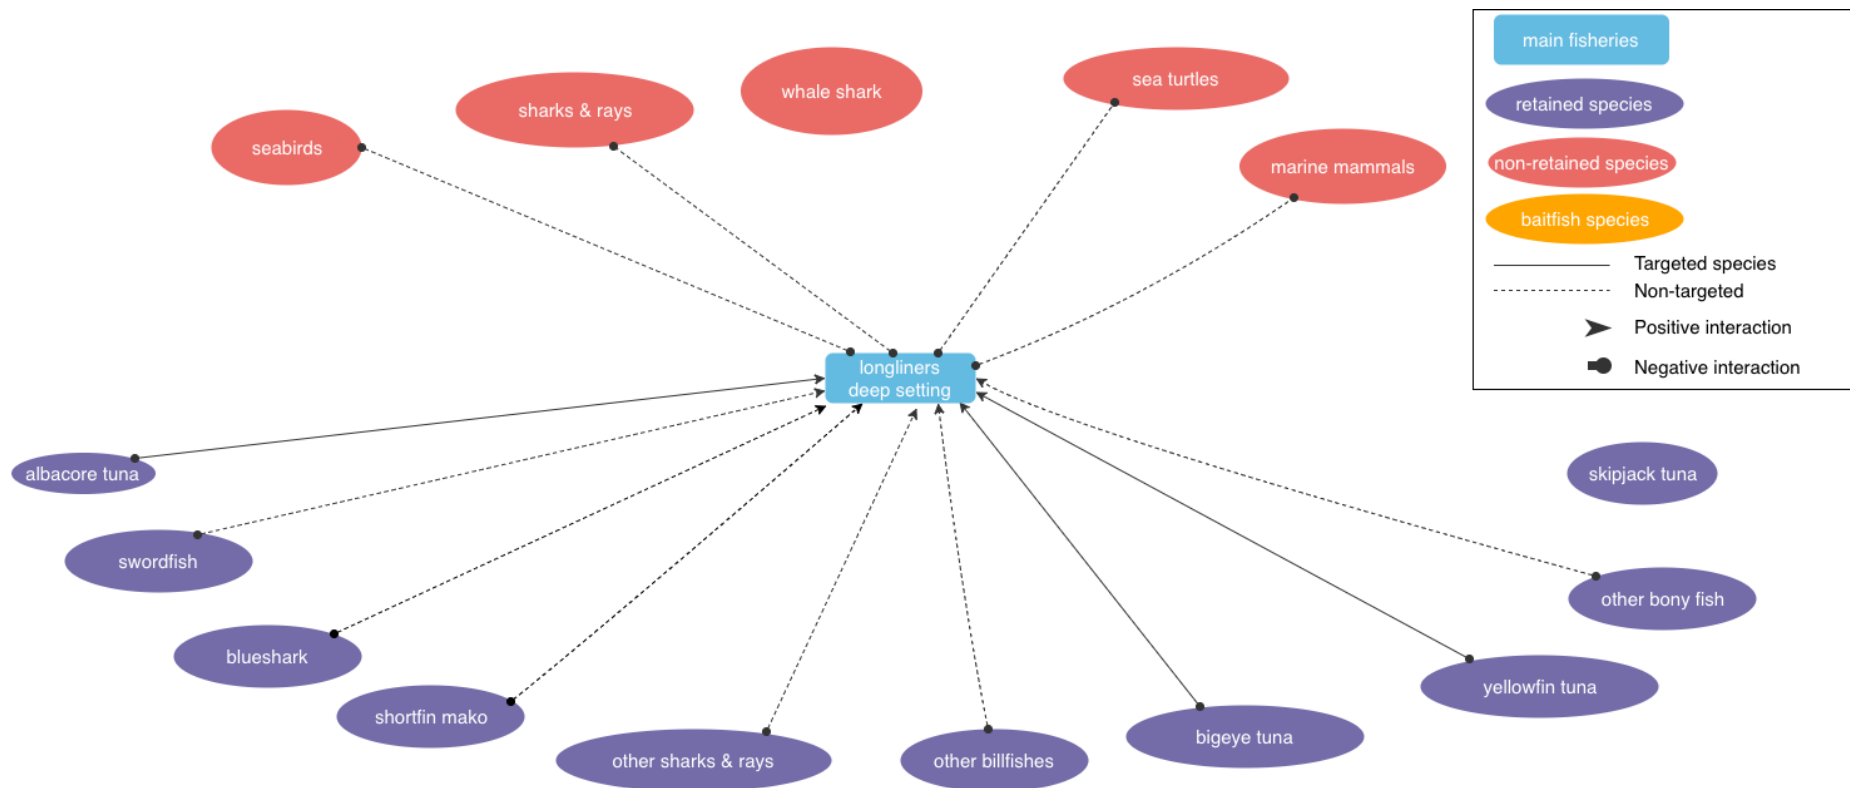 main fisheries
retained species
non-retained species
baitfish species
Targeted species
Non-targeted
Positive interaction
Negative interaction
seabirds
sharks & rays
whale shark
sea turtles
marine mammals
longliners
deep setting
albacore tuna
swordfish
blueshark
shortfin mako
other sharks & rays
other billfishes
bigeye tuna
yellowfin tuna
other bony fish
skipjack tuna